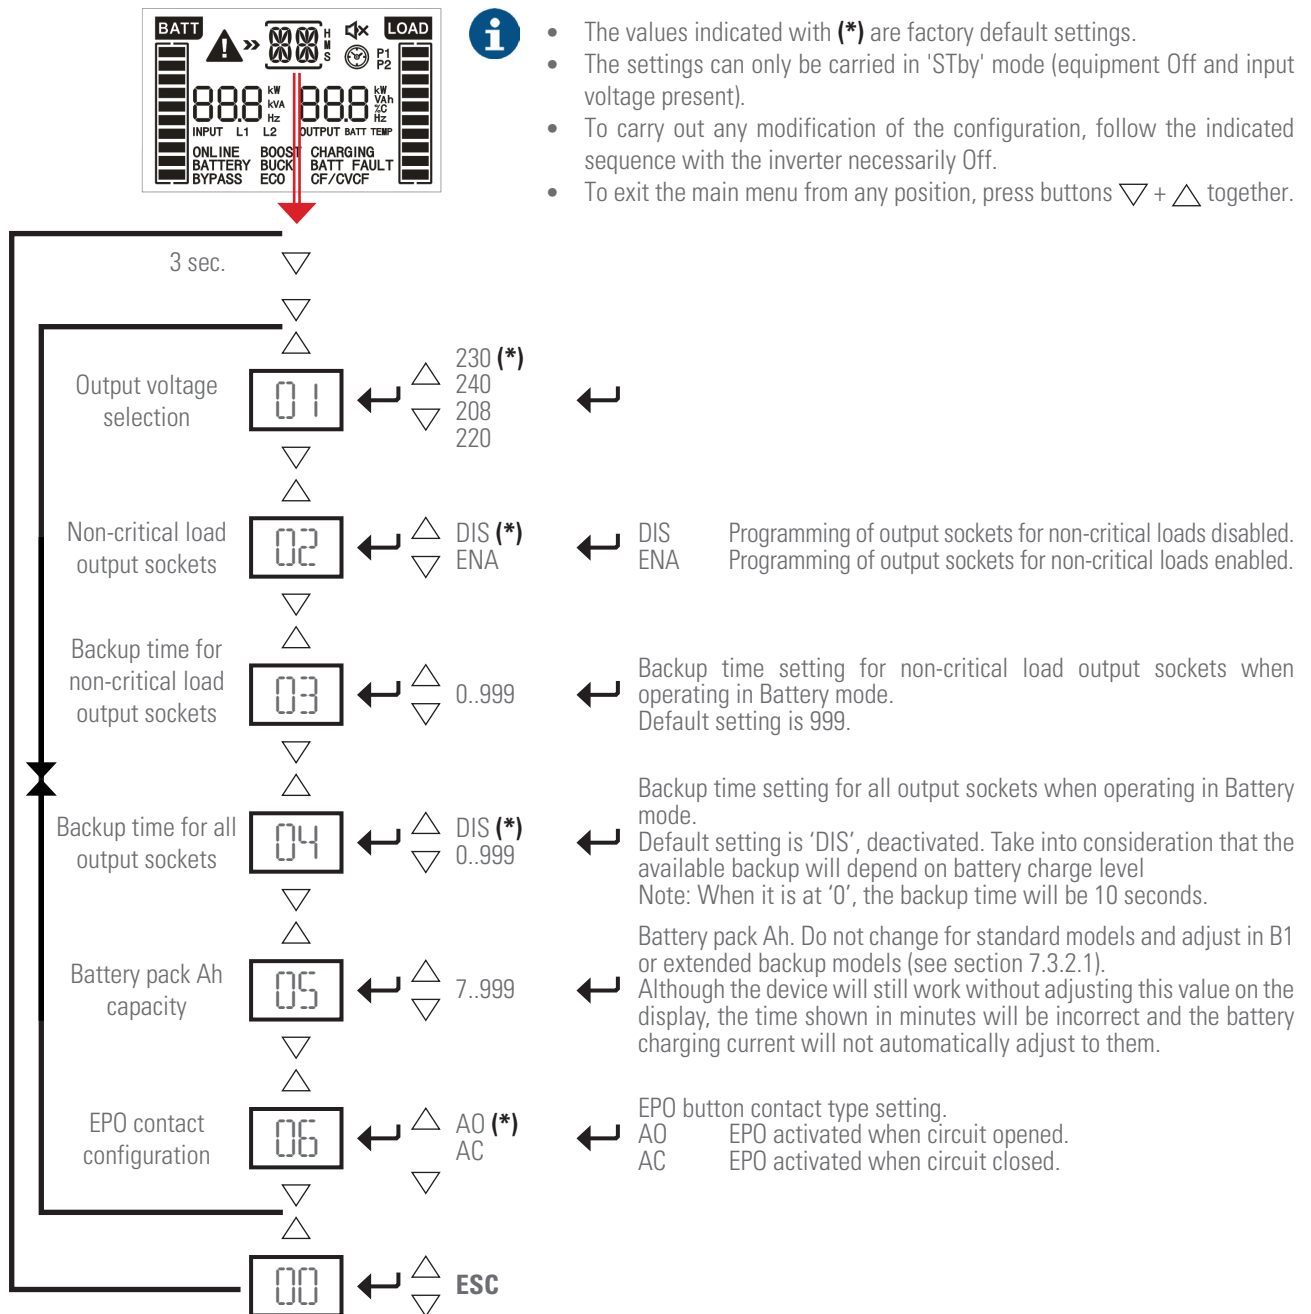 BATT
»
88
H
M
S
LOAD
P1
P2
88.8
kW
kVA
Hz
88.8
kW
VAh
%C
Hz
INPUT L1 L2 OUTPUT BATT TEMP
ONLINE BOOST CHARGING
BATTERY BUCK BATT FAULT
BYPASS ECO CF/CVCF
i
• The values indicated with (*) are factory default settings.
• The settings can only be carried in 'STby' mode (equipment Off and input
voltage present).
• To carry out any modification of the configuration, follow the indicated
sequence with the inverter necessarily Off.
• To exit the main menu from any position, press buttons ▽ + △ together.
3 sec.
Output voltage
selection
01
230 (*)
240
208
220
Non-critical load
output sockets
02
DIS (*)
ENA
DIS Programming of output sockets for non-critical loads disabled.
ENA Programming of output sockets for non-critical loads enabled.
Backup time for
non-critical load
output sockets
03
0..999
Backup time setting for non-critical load output sockets when
operating in Battery mode.
Default setting is 999.
Backup time for all
output sockets
04
DIS (*)
0..999
Backup time setting for all output sockets when operating in Battery
mode.
Default setting is ‘DIS’, deactivated. Take into consideration that the
available backup will depend on battery charge level
Note: When it is at ‘0’, the backup time will be 10 seconds.
Battery pack Ah
capacity
05
7..999
Battery pack Ah. Do not change for standard models and adjust in B1
or extended backup models (see section 7.3.2.1).
Although the device will still work without adjusting this value on the
display, the time shown in minutes will be incorrect and the battery
charging current will not automatically adjust to them.
EPO contact
configuration
06
AO (*)
AC
EPO button contact type setting.
AO EPO activated when circuit opened.
AC EPO activated when circuit closed.
00
ESC